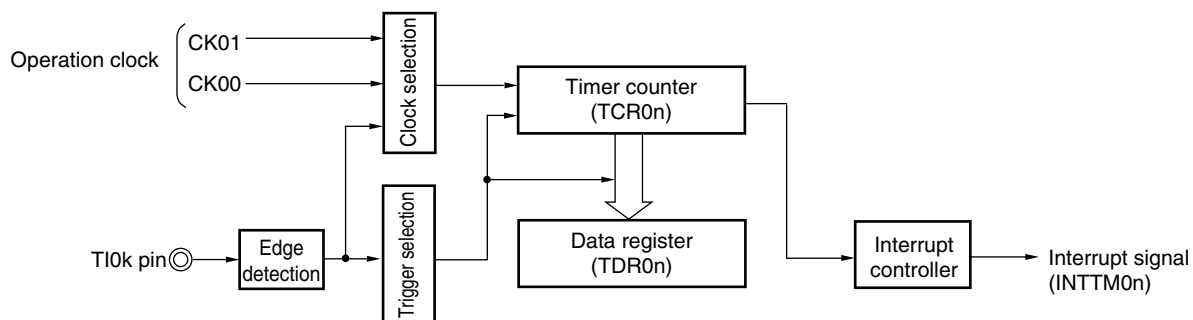 Operation clock
CK01
CK00
Clock selection
Timer counter
(TCR0n)
Trigger selection
Data register
(TDR0n)
TI0k pin
Edge
detection
Interrupt
controller
Interrupt signal
(INTTM0n)